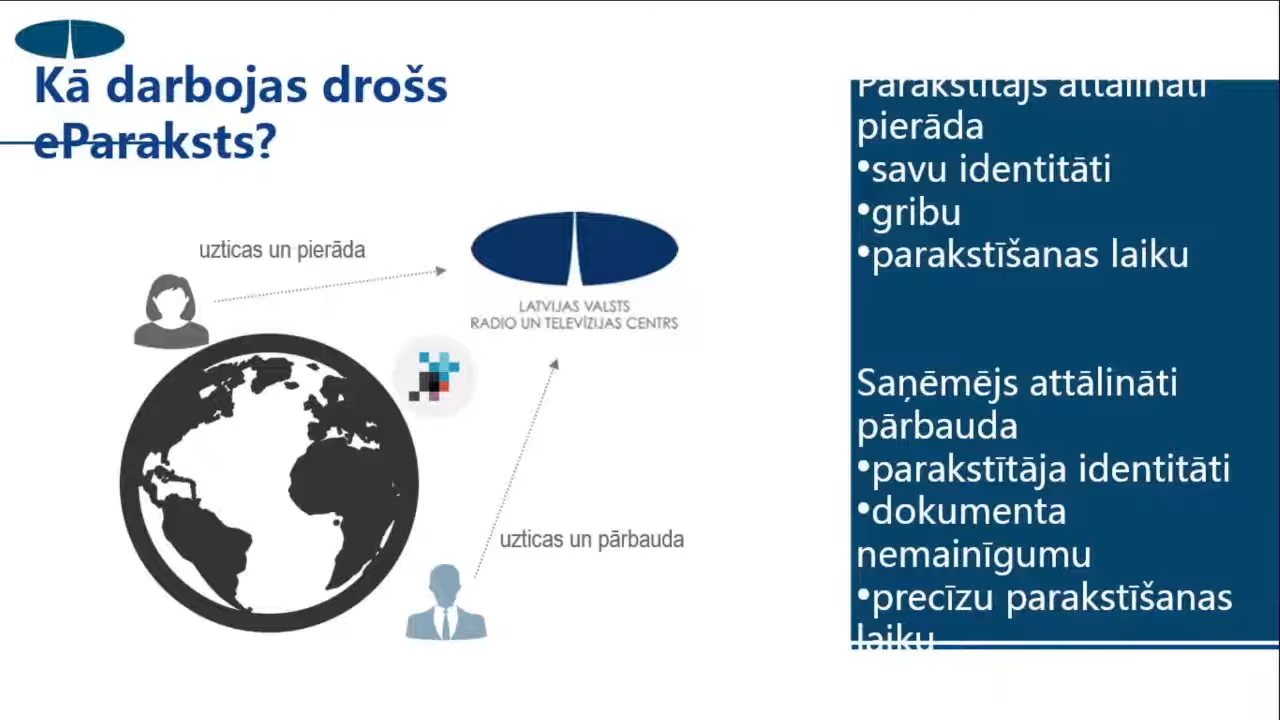 Kā darbojas drošs
eParaksts?
uzticas un pierāda
LATVIJAS VALSTS
RADIO UN TELEVĪZIJAS CENTRS
uzticas un pārbauda
Parakstītājs attālināti
pierāda
•savu identitāti
•gribu
•parakstīšanas laiku
Saņēmējs attālināti
pārbauda
•parakstītāja identitāti
•dokumenta
nemainīgumu
•precīzu parakstīšanas
laiku